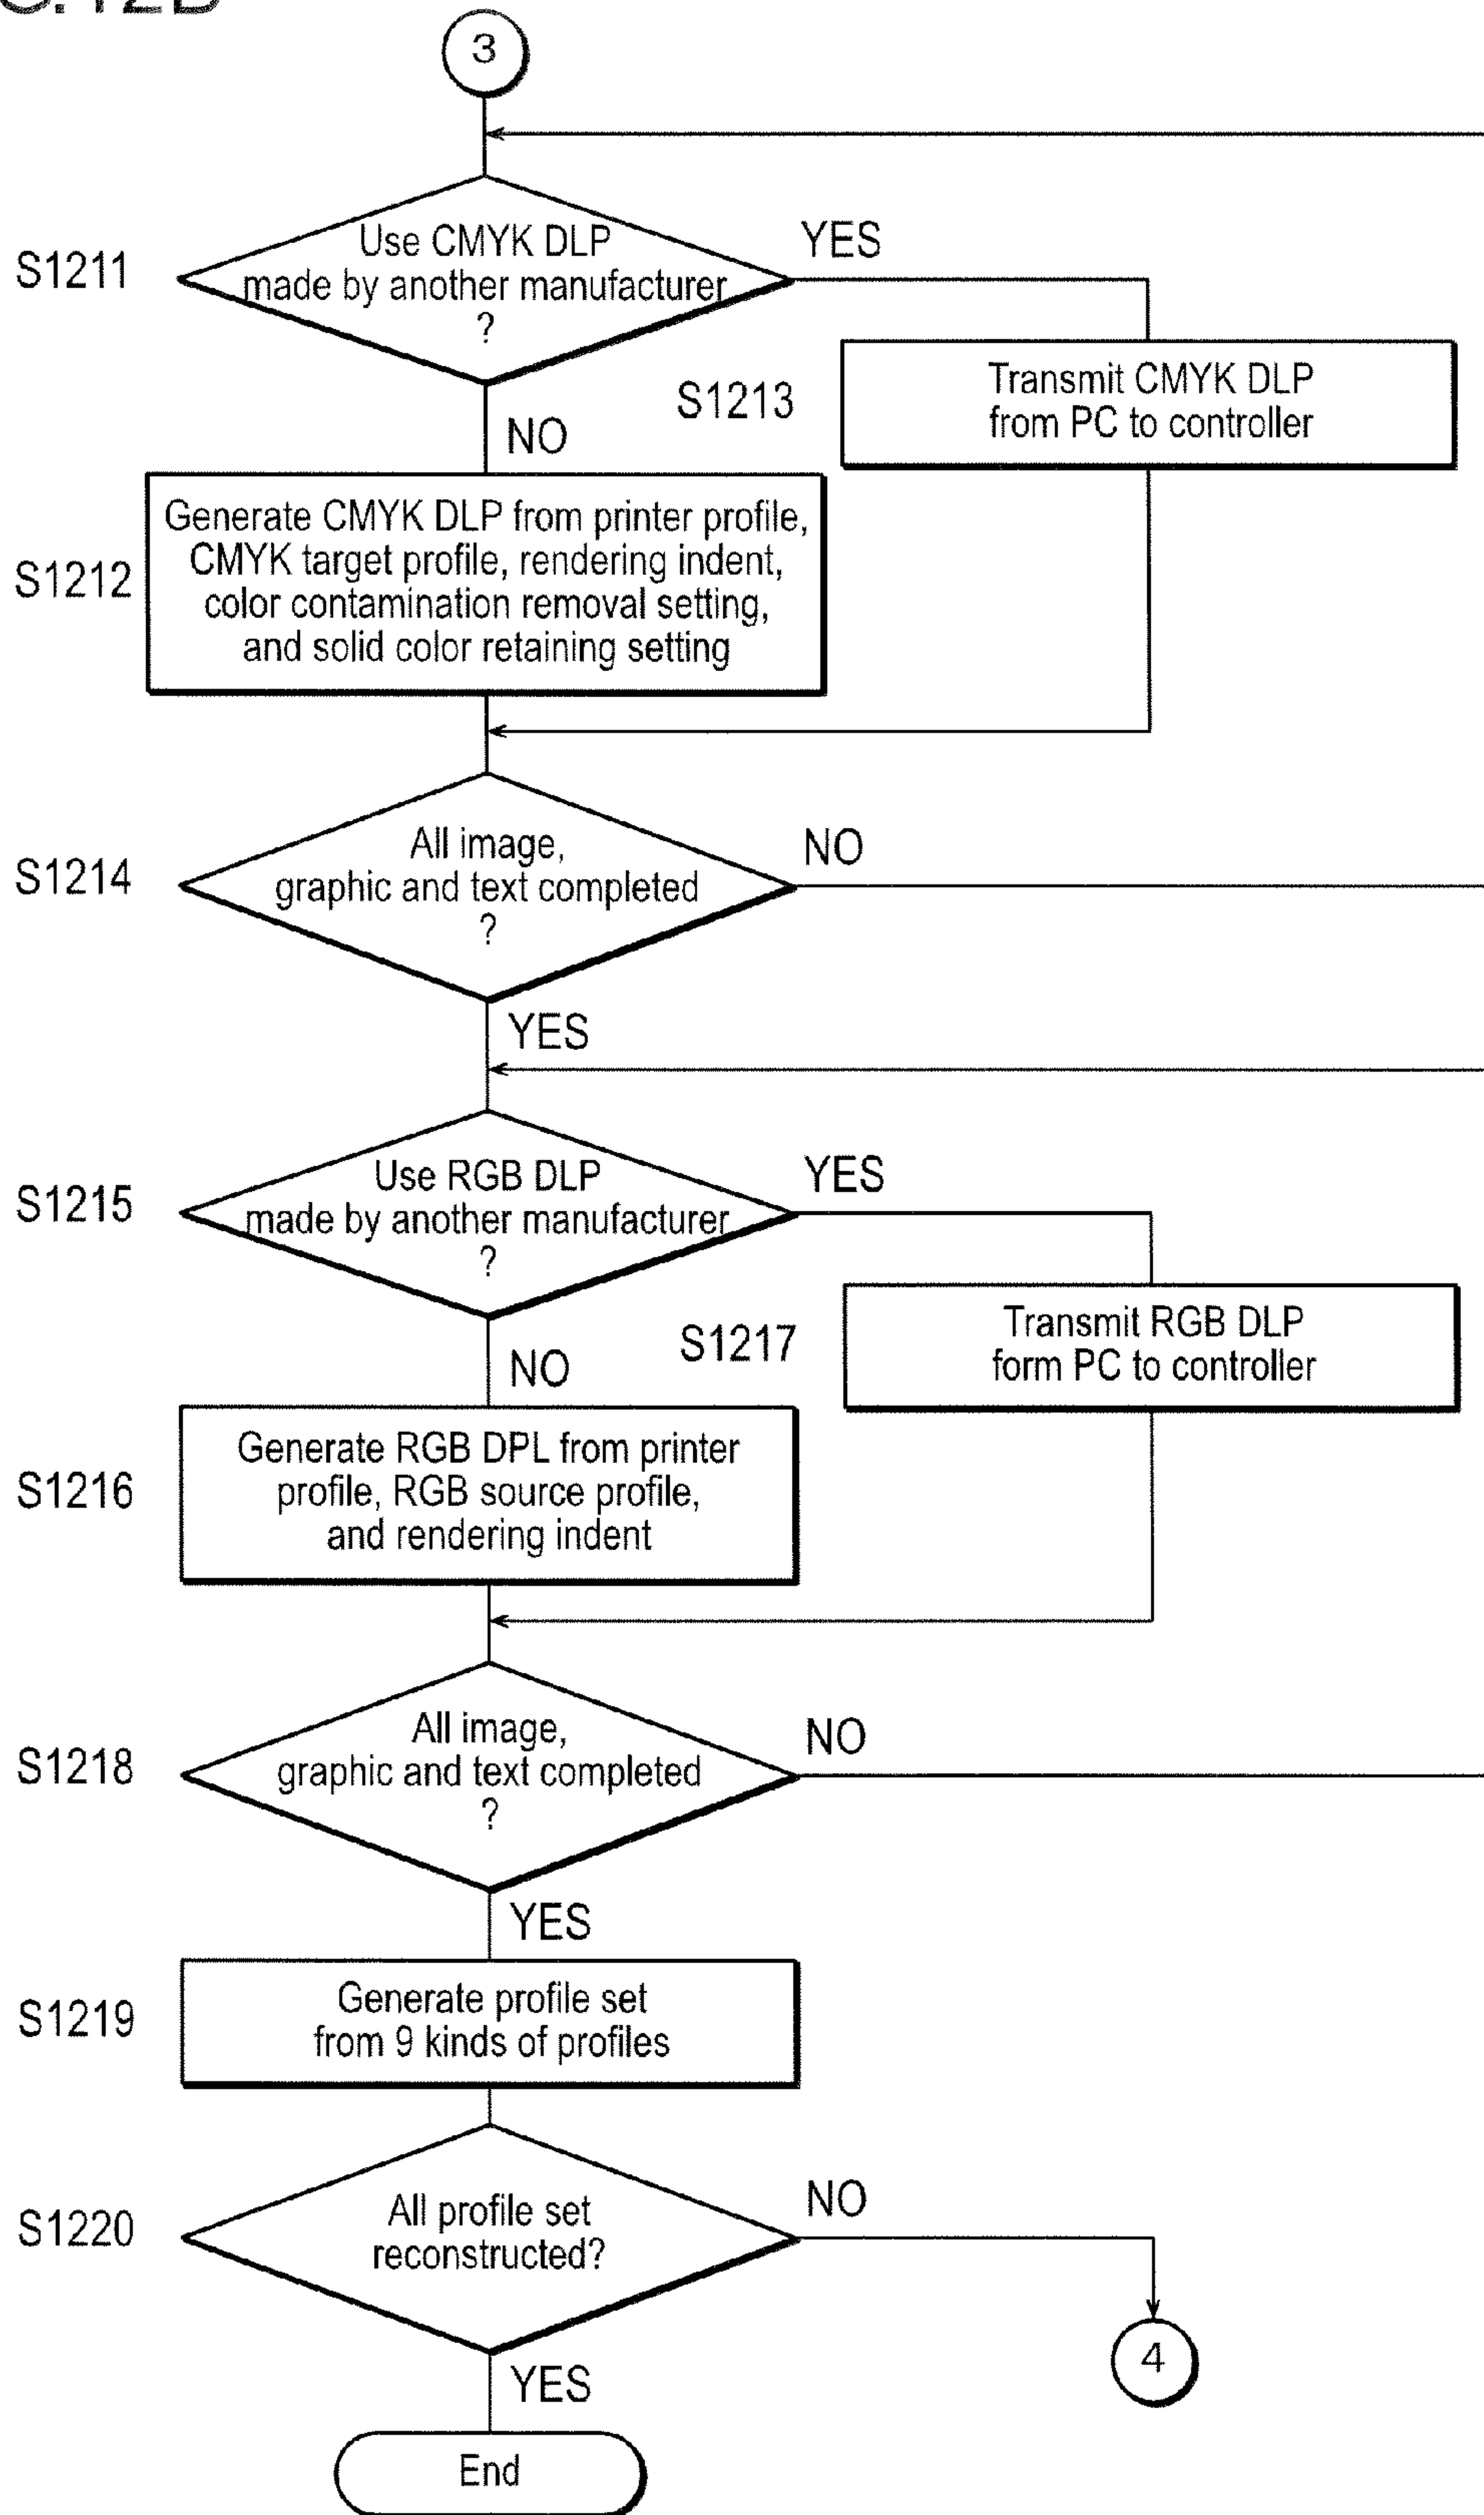 3
Use CMYK DLP
made by another manufacturer
?
YES
S1211
NO
S1213
Transmit CMYK DLP
from PC to controller
S1212
Generate CMYK DLP from printer profile,
CMYK target profile, rendering indent,
color contamination removal setting,
and solid color retaining setting
S1214
All image,
graphic and text completed
?
NO
YES
S1215
Use RGB DLP
made by another manufacturer
?
YES
NO
S1217
Transmit RGB DLP
form PC to controller
S1216
Generate RGB DPL from printer
profile, RGB source profile,
and rendering indent
S1218
All image,
graphic and text completed
?
NO
YES
S1219
Generate profile set
from 9 kinds of profiles
S1220
All profile set
reconstructed?
NO
4
YES
End